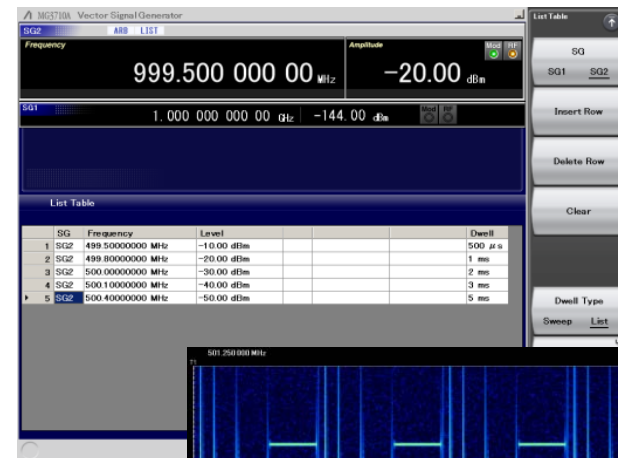 MG3710A Vector Signal Generator
List Table
SG2 ARB LIST
Frequency
Amplitude
Mod RF
999.500 000 00 MHz
-20.00 dBm
SG
SG1 SG2
SG1
1. 000 000 000 00 GHz -144. 00 dBm
Mod RF
Insert Row
Delete Row
Clear
List Table
SG Frequency Level Dwell
1 SG2 499.50000000 MHz -10.00 dBm 500 μs
2 SG2 499.80000000 MHz -20.00 dBm 1 ms
3 SG2 500.00000000 MHz -30.00 dBm 2 ms
4 SG2 500.10000000 MHz -40.00 dBm 3 ms
5 SG2 500.40000000 MHz -50.00 dBm 5 ms
Dwell Type
Sweep List
501.250 000 MHz